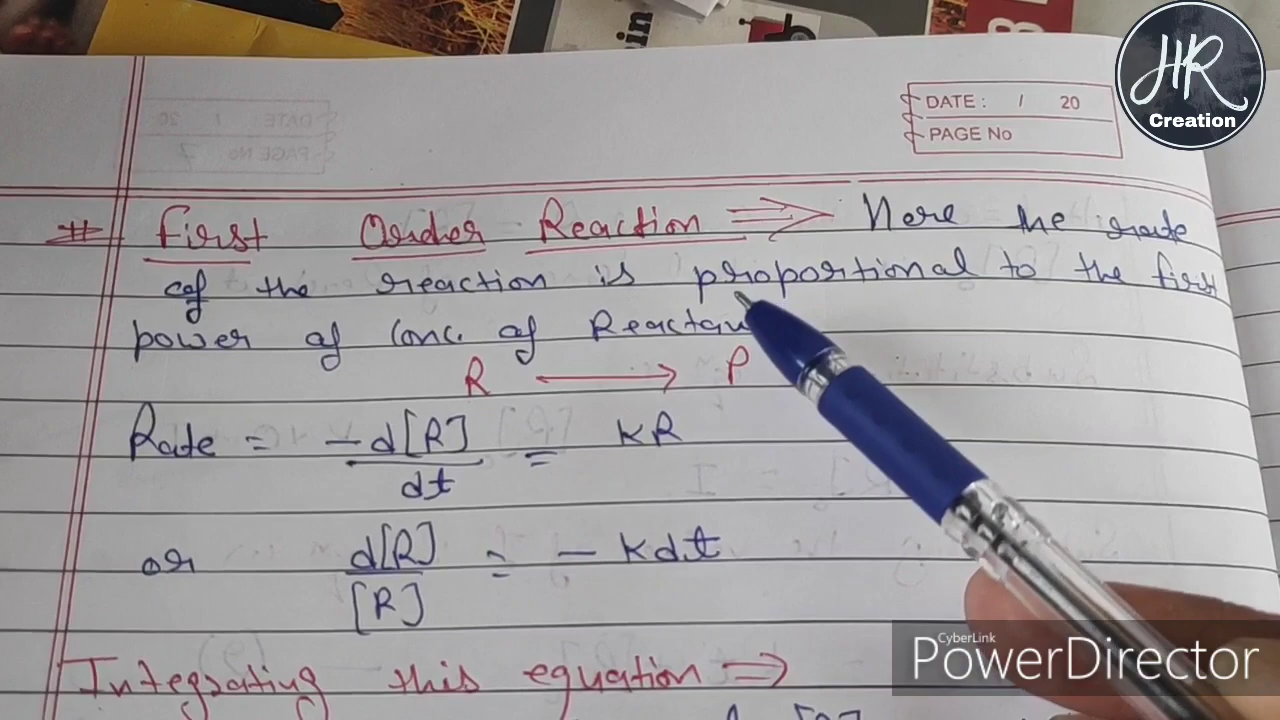 HR
Creation
DATE : / 20
PAGE No
# First Order Reaction ⇒ Here the rate
of the reaction is proportional to the first
power of Conc. of Reactan
R → P
Rate = -d[R]/dt = KR
or d[R]/[R] = - Kdt
Integrating this equation ⇒
CyberLink
PowerDirector